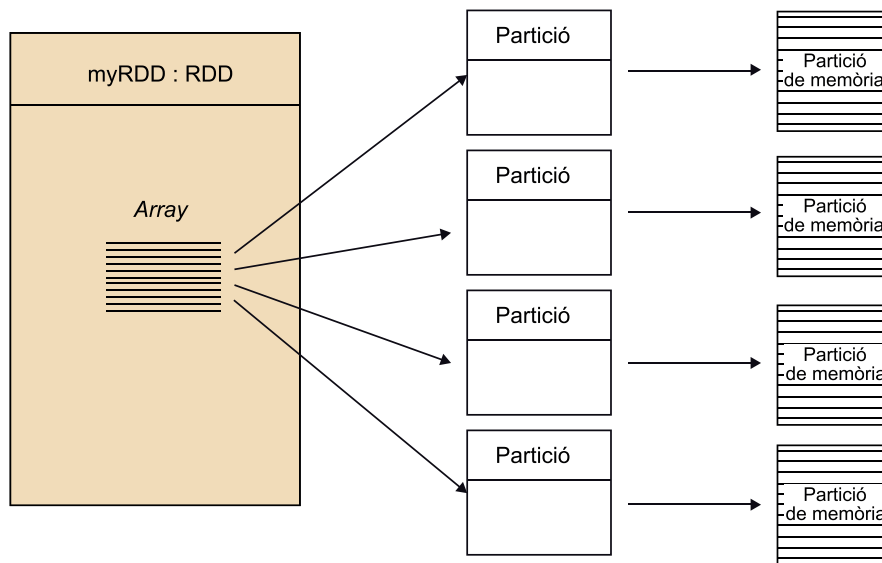 myRDD : RDD
Array
Partició
Partició
de memòria
Partició
Partició
de memòria
Partició
Partició
de memòria
Partició
Partició
de memòria